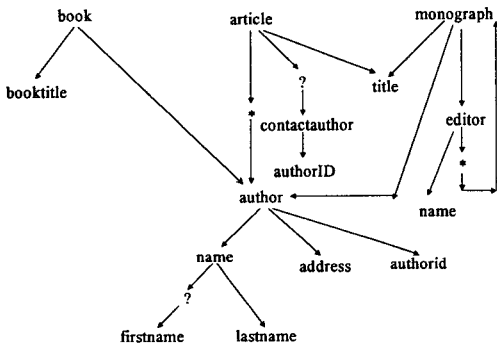 book article monograph
booktitle ? title
* contactauthor editor
authorID *
author name
name address authorid
?
firstname lastname